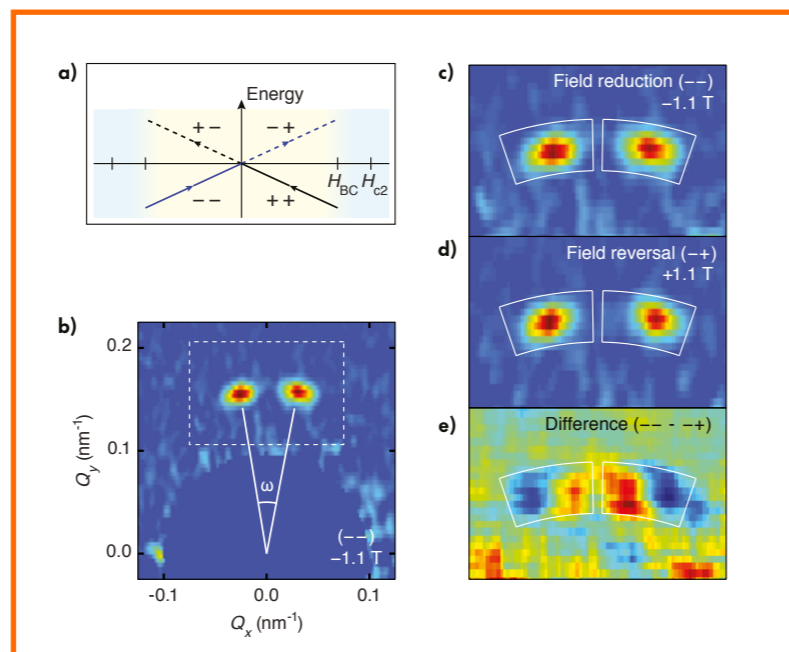 a)
Energy
+ –
– +
H_BC H_c2
– –
+ +
b)
0.2
0.1
0.0
Q_y (nm⁻¹)
ω
(– –)
–1.1 T
-0.1 0.0 0.1
Q_x (nm⁻¹)
c)
Field reduction (– –)
–1.1 T
d)
Field reversal (–+)
+1.1 T
e)
Difference (–– - –+)